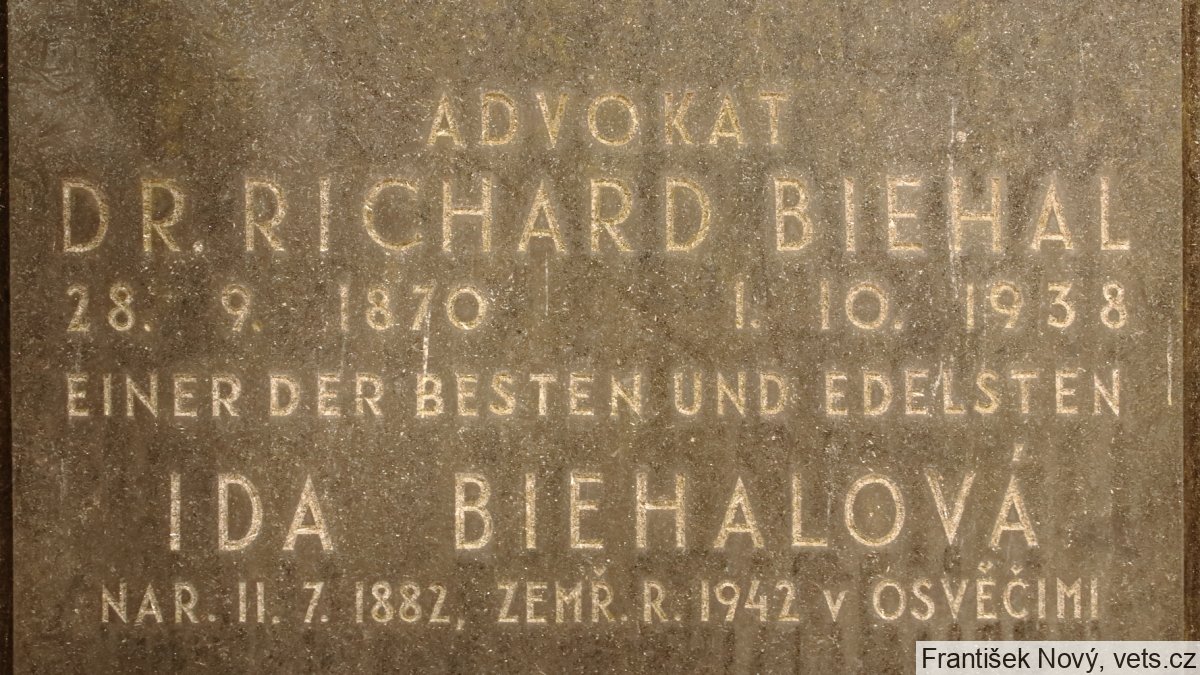 ADVOKAT
DR. RICHARD BIEHAL
28. 9. 1870 1. 10. 1938
EINER DER BESTEN UND EDELSTEN
IDA BIEHALOVÁ
NAR. 11. 7. 1882, ZEMŘ. R. 1942 v OSVĚČIMI
František Nový, vets.cz